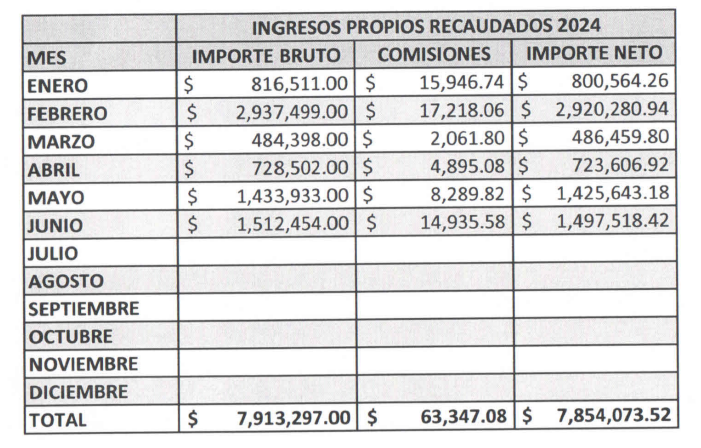 INGRESOS PROPIOS RECAUDADOS 2024
MES IMPORTE BRUTO COMISIONES IMPORTE NETO
ENERO $ 816,511.00 $ 15,946.74 $ 800,564.26
FEBRERO $ 2,937,499.00 $ 17,218.06 $ 2,920,280.94
MARZO $ 484,398.00 $ 2,061.80 $ 486,459.80
ABRIL $ 728,502.00 $ 4,895.08 $ 723,606.92
MAYO $ 1,433,933.00 $ 8,289.82 $ 1,425,643.18
JUNIO $ 1,512,454.00 $ 14,935.58 $ 1,497,518.42
JULIO
AGOSTO
SEPTIEMBRE
OCTUBRE
NOVIEMBRE
DICIEMBRE
TOTAL $ 7,913,297.00 $ 63,347.08 $ 7,854,073.52